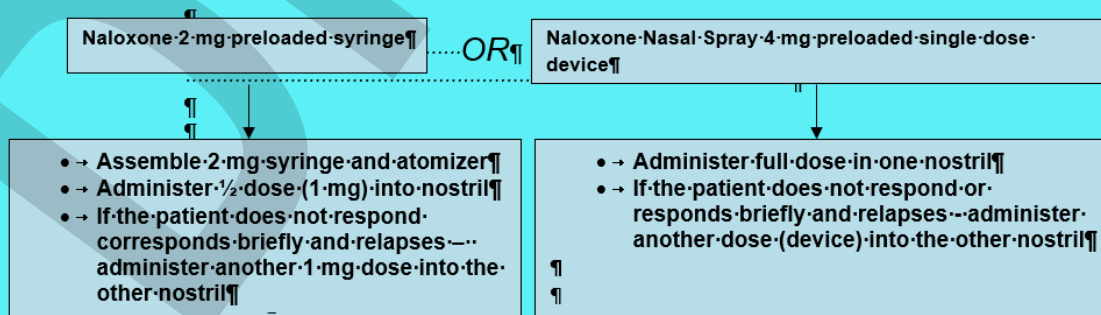 Naloxone·2·mg·preloaded·syringe¶
OR¶
Naloxone·Nasal·Spray·4·mg·preloaded·single·dose·
device¶
Assemble·2·mg·syringe·and·atomizer¶
Administer·½·dose·(1·mg)·into·nostril¶
If·the·patient·does·not·respond·
corresponds·briefly·and·relapses·–··
administer·another·1·mg·dose·into·the·
other·nostril¶
Administer·full·dose·in·one·nostril¶
If·the·patient·does·not·respond·or·
responds·briefly·and·relapses·-·administer·
another·dose·(device)·into·the·other·nostril¶